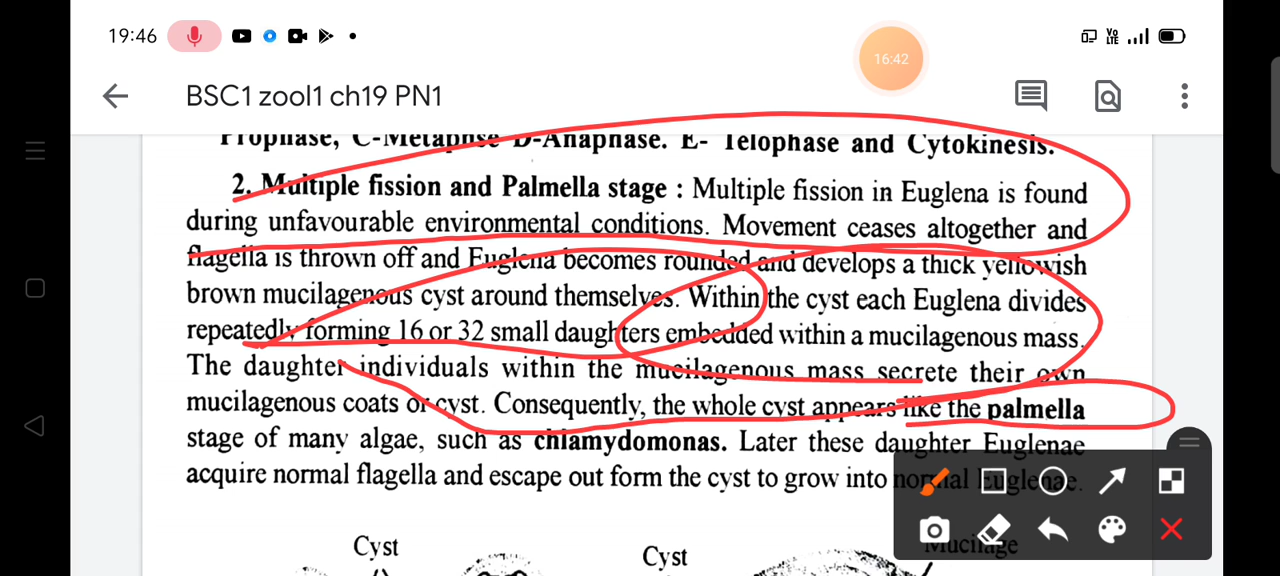 19:46
16:42
Vo
LTE
BSC1 zool1 ch19 PN1
Prophase, C-Metaphse D-Anaphase. E- Telophase and Cytokinesis.
2. Multiple fission and Palmella stage : Multiple fission in Euglena is found
during unfavourable environmental conditions. Movement ceases altogether and
flagella is thrown off and Euglena becomes rounded and develops a thick yellowish
brown mucilagenous cyst around themselves. Within the cyst each Euglena divides
repeatedly forming 16 or 32 small daughters embedded within a mucilagenous mass.
The daughter individuals within the mucilagenous mass secrete their own
mucilagenous coats or cyst. Consequently, the whole cyst appears like the palmella
stage of many algae, such as chlamydomonas. Later these daughter Euglenae
acquire normal flagella and escape out form the cyst to grow into normal Euglenae.
Cyst
Cyst
Mucilage